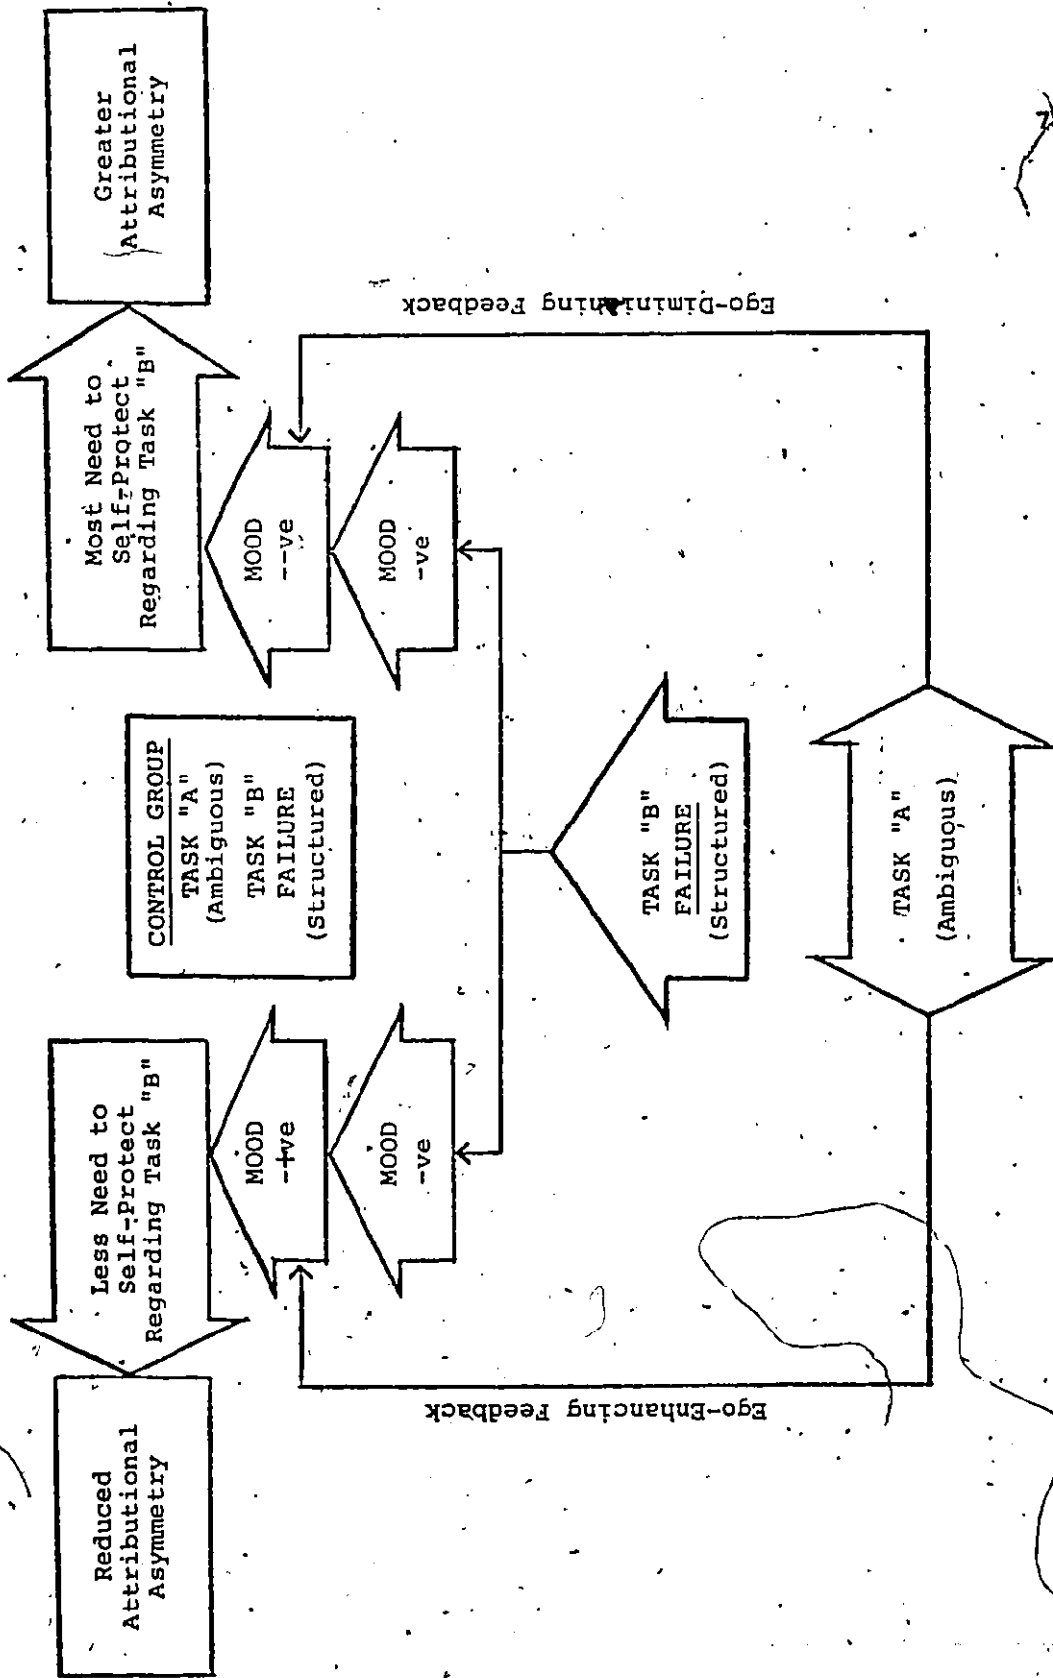 Reduced
Attributional
Asymmetry
Less Need to
Self-Protect
Regarding Task "B"
Most Need to
Self-Protect
Regarding Task "B"
Greater
Attributional
Asymmetry
MOOD
-+ve
MOOD
-ve
CONTROL GROUP
TASK "A"
(Ambiguous)
TASK "B"
FAILURE
(Structured)
MOOD
--ve
MOOD
-ve
Ego-Enhancing Feedback
TASK "B"
FAILURE
(Structured)
Ego-Diminishing Feedback
TASK "A"
(Ambiguous)